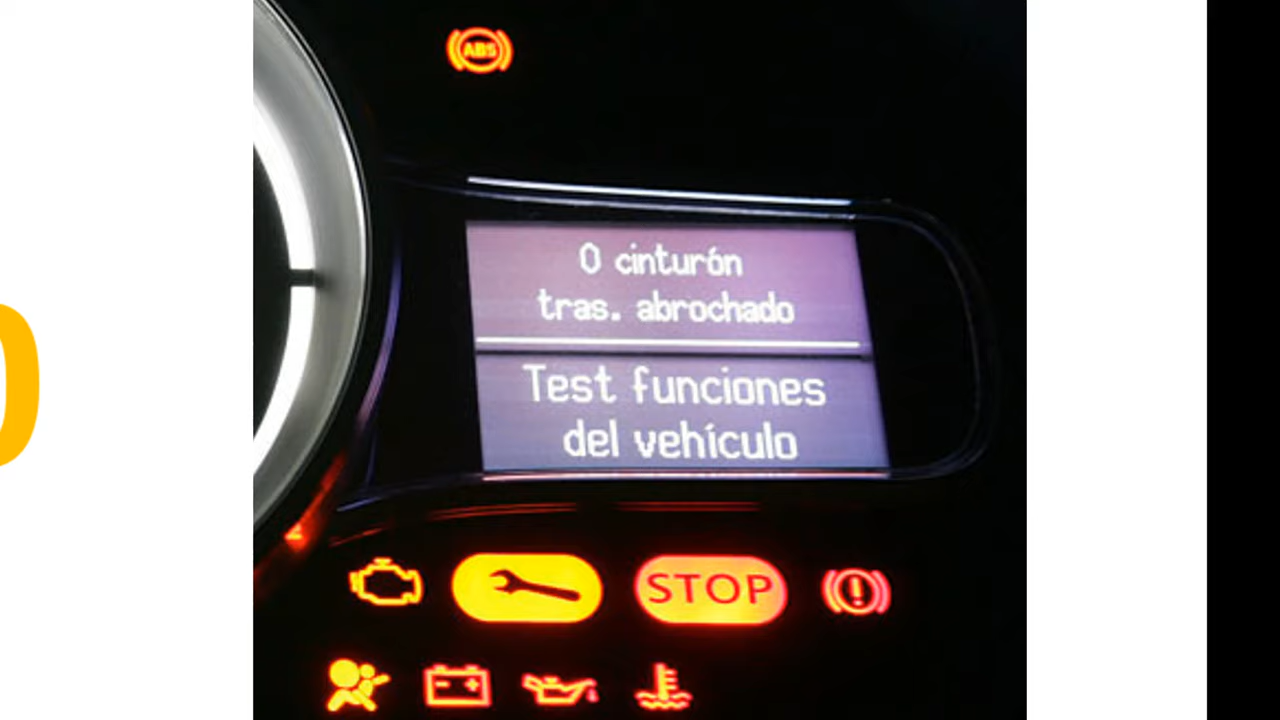 ABS
0 cinturón
tras. abrochado
Test funciones
del vehículo
STOP